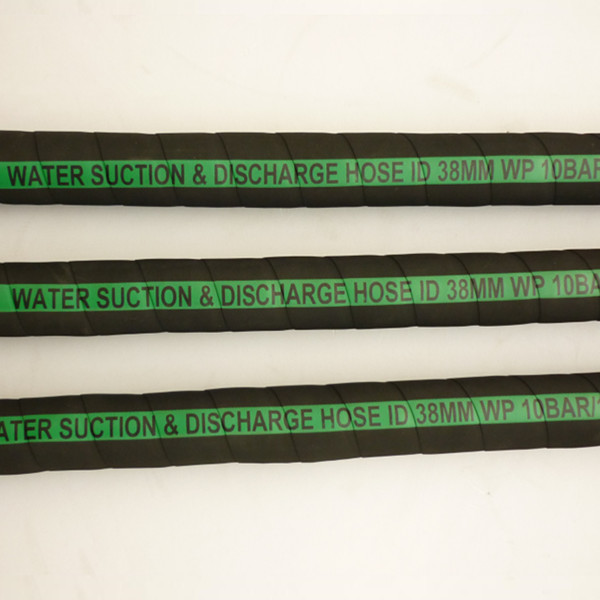 WATER SUCTION & DISCHARGE HOSE ID 38MM WP 10BAR
WATER SUCTION & DISCHARGE HOSE ID 38MM WP 10BA
ATER SUCTION & DISCHARGE HOSE ID 38MM WP 10BAR/